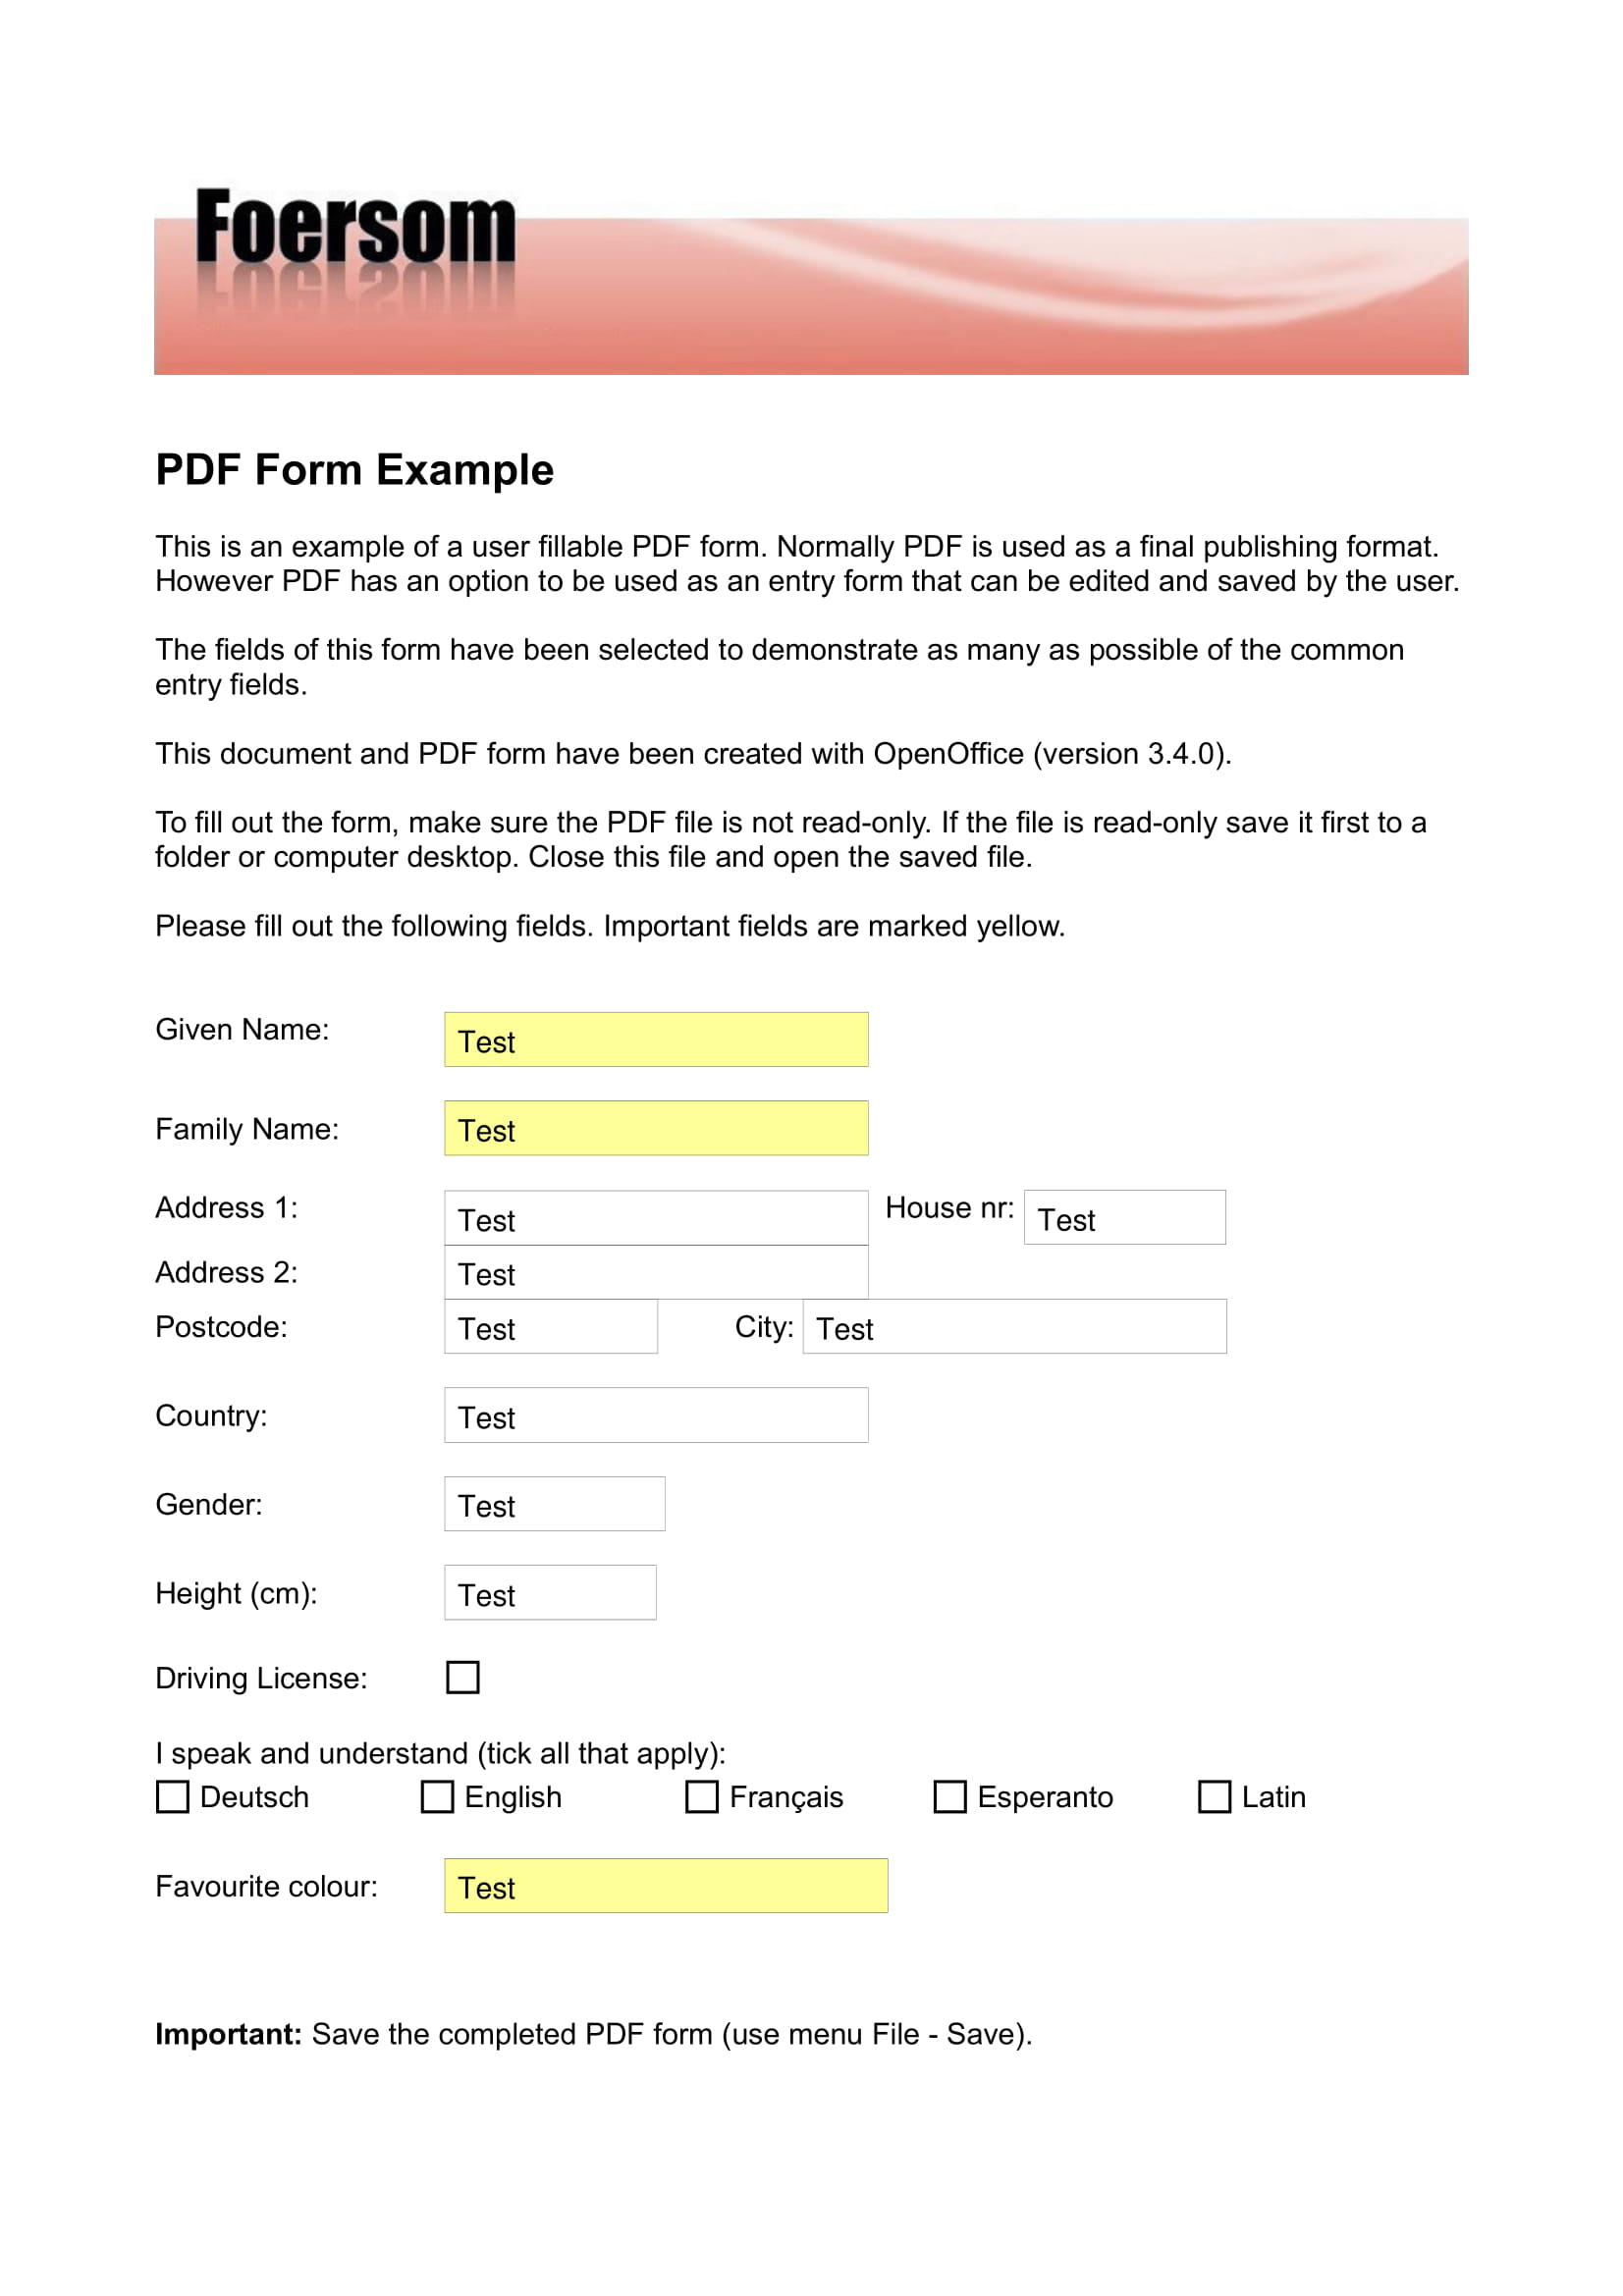 Foersom
PDF Form Example
This is an example of a user fillable PDF form. Normally PDF is used as a final publishing format.
However PDF has an option to be used as an entry form that can be edited and saved by the user.
The fields of this form have been selected to demonstrate as many as possible of the common
entry fields.
This document and PDF form have been created with OpenOffice (version 3.4.0).
To fill out the form, make sure the PDF file is not read-only. If the file is read-only save it first to a
folder or computer desktop. Close this file and open the saved file.
Please fill out the following fields. Important fields are marked yellow.
Given Name: Test
Family Name: Test
Address 1: Test House nr: Test
Address 2: Test
Postcode: Test City: Test
Country: Test
Gender: Test
Height (cm): Test
Driving License:
I speak and understand (tick all that apply):
Deutsch English Français Esperanto Latin
Favourite colour: Test
Important: Save the completed PDF form (use menu File - Save).